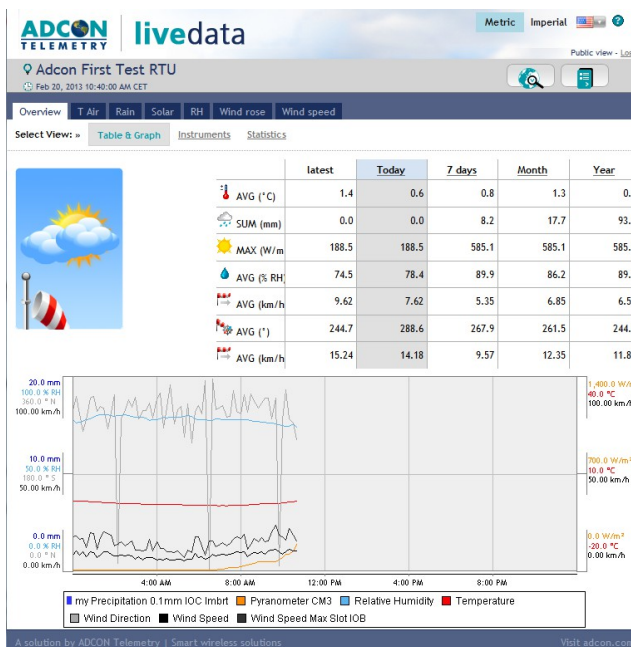 ADCON
TELEMETRY
livedata
Metric Imperial
Public view - Lo
Adcon First Test RTU
Feb 20, 2013 10:40:00 AM CET
Overview T Air Rain Solar RH Wind rose Wind speed
Select View: » Table & Graph Instruments Statistics
latest Today 7 days Month Year
AVG (°C) 1.4 0.6 0.8 1.3 0.
SUM (mm) 0.0 0.0 8.2 17.7 93.
MAX (W/m 188.5 188.5 585.1 585.1 585.
AVG (% RH) 74.5 78.4 89.9 86.2 89.
AVG (km/h 9.62 7.62 5.35 6.85 6.5
AVG (°) 244.7 288.6 267.9 261.5 244.
AVG (km/h 15.24 14.18 9.57 12.35 11.8
20.0 mm
100.0 % RH
360.0 ° N
100.00 km/h
1,400.0 W/m
40.0 °C
100.00 km/h
10.0 mm
50.0 % RH
180.0 ° S
50.00 km/h
700.0 W/m²
10.0 °C
50.00 km/h
0.0 mm
0.0 % RH
0.0 ° N
0.00 km/h
0.0 W/m²
-20.0 °C
0.00 km/h
4:00 AM 8:00 AM 12:00 PM 4:00 PM 8:00 PM
my Precipitation 0.1mm IOC Imbrt Pyranometer CM3 Relative Humidity Temperature
Wind Direction Wind Speed Wind Speed Max Slot IOB
A solution by ADCON Telemetry | Smart wireless solutions
Visit adcon.com